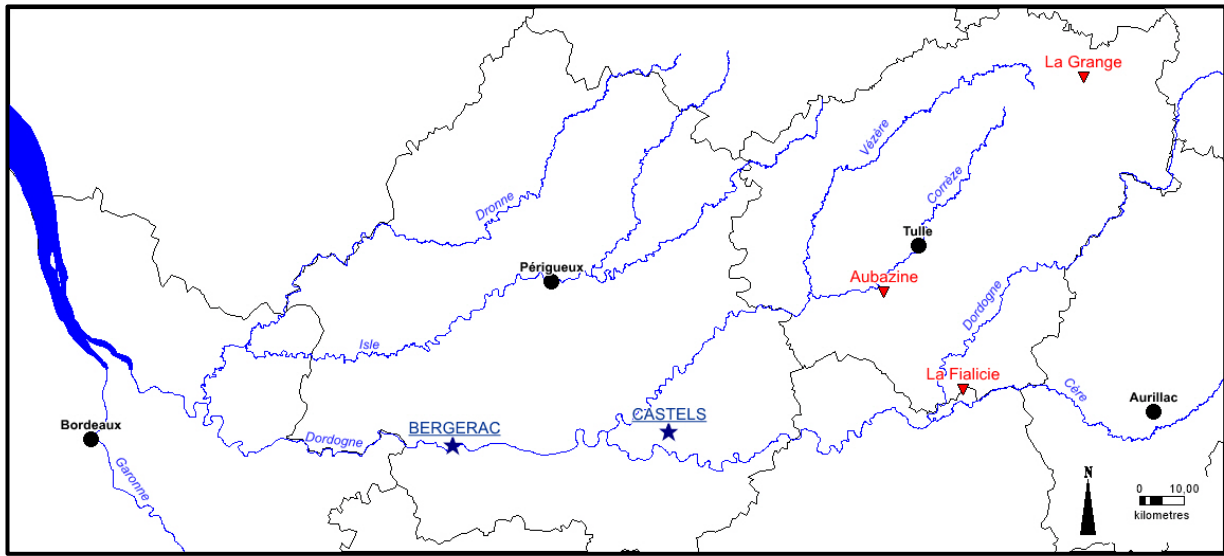 La Grange
Vézère
Corrèze
Dronne
Tulle
Périgueux
Aubazine
Dordogne
Isle
La Fialicie
Cère
Aurillac
CASTELS
Bordeaux
BERGERAC
Dordogne
Garonne
N
0 10,00
kilometres